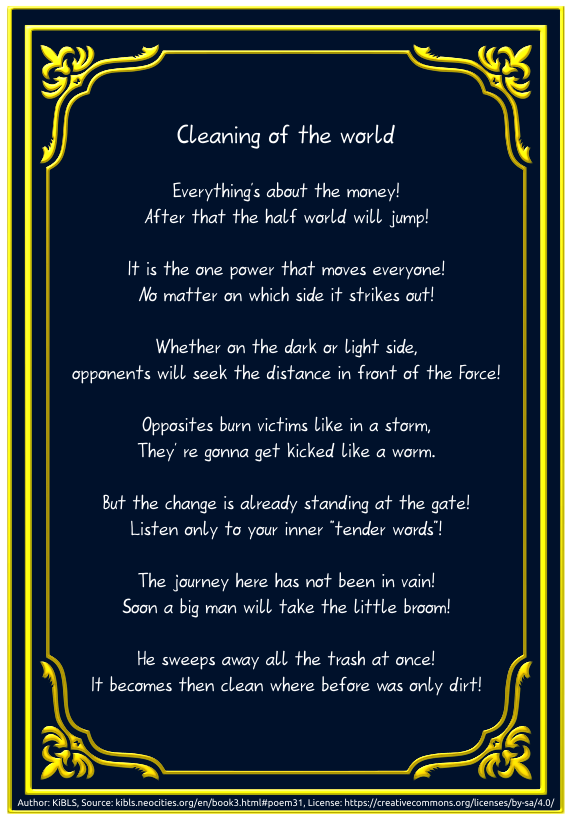 Cleaning of the world
Everything's about the money!
After that the half world will jump!
It is the one power that moves everyone!
No matter on which side it strikes out!
Whether on the dark or light side,
opponents will seek the distance in front of the Force!
Opposites burn victims like in a storm,
They' re gonna get kicked like a worm.
But the change is already standing at the gate!
Listen only to your inner "tender words"!
The journey here has not been in vain!
Soon a big man will take the little broom!
He sweeps away all the trash at once!
It becomes then clean where before was only dirt!
Author: KiBLS, Source: kibls.neocities.org/en/book3.html#poem31, License: https://creativecommons.org/licenses/by-sa/4.0/